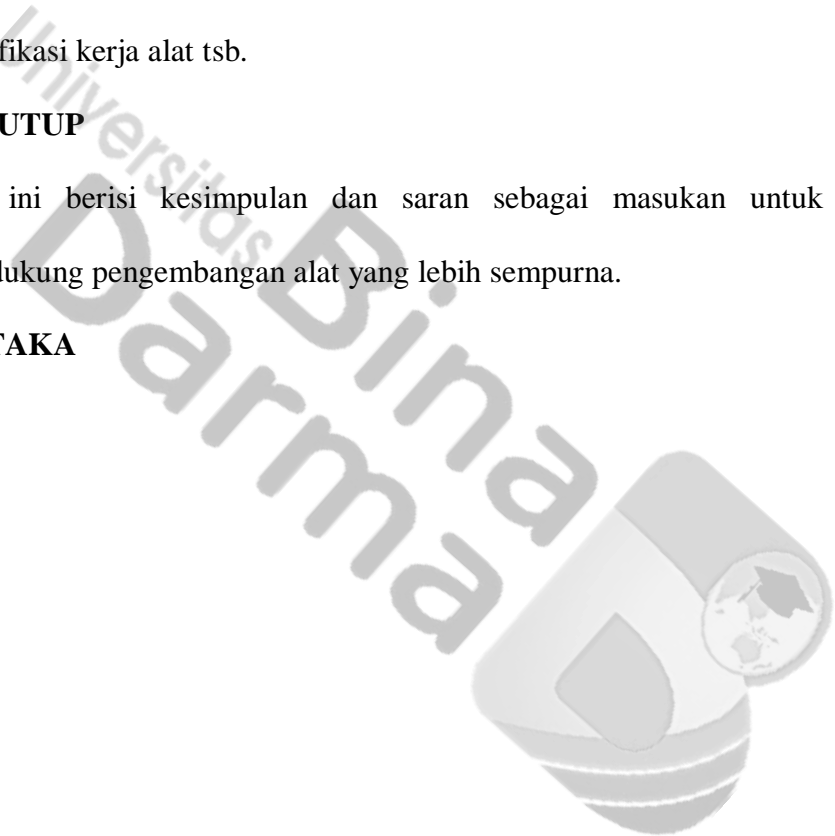 fikasi kerja alat tsb.
UTUP
ini berisi kesimpulan dan saran sebagai masukan untuk
dukung pengembangan alat yang lebih sempurna.
TAKA
Universitas
Bina
Darma